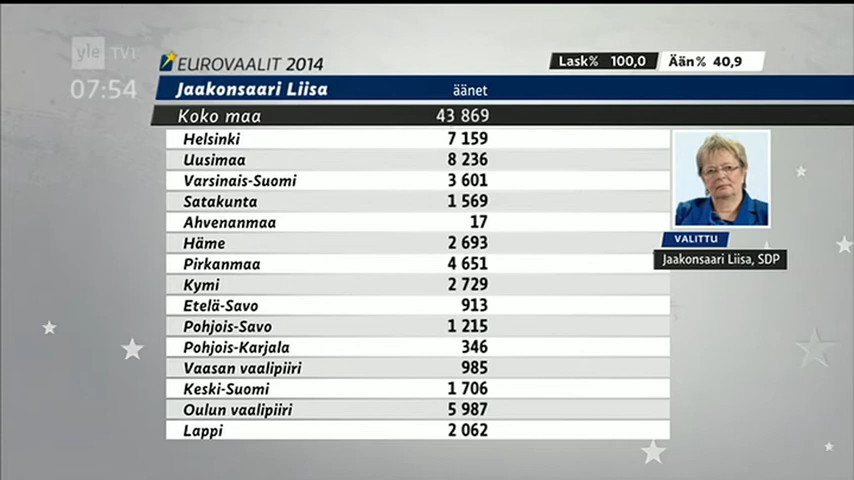 yle TV1
07:54
EUROVAALIT 2014
Lask% 100,0 Ään% 40,9
Jaakonsaari Liisa äänet
Koko maa 43 869
Helsinki 7 159
Uusimaa 8 236
Varsinais-Suomi 3 601
Satakunta 1 569
Ahvenanmaa 17
Häme 2 693
Pirkanmaa 4 651
Kymi 2 729
Etelä-Savo 913
Pohjois-Savo 1 215
Pohjois-Karjala 346
Vaasan vaalipiiri 985
Keski-Suomi 1 706
Oulun vaalipiiri 5 987
Lappi 2 062
VALITTU
Jaakonsaari Liisa, SDP